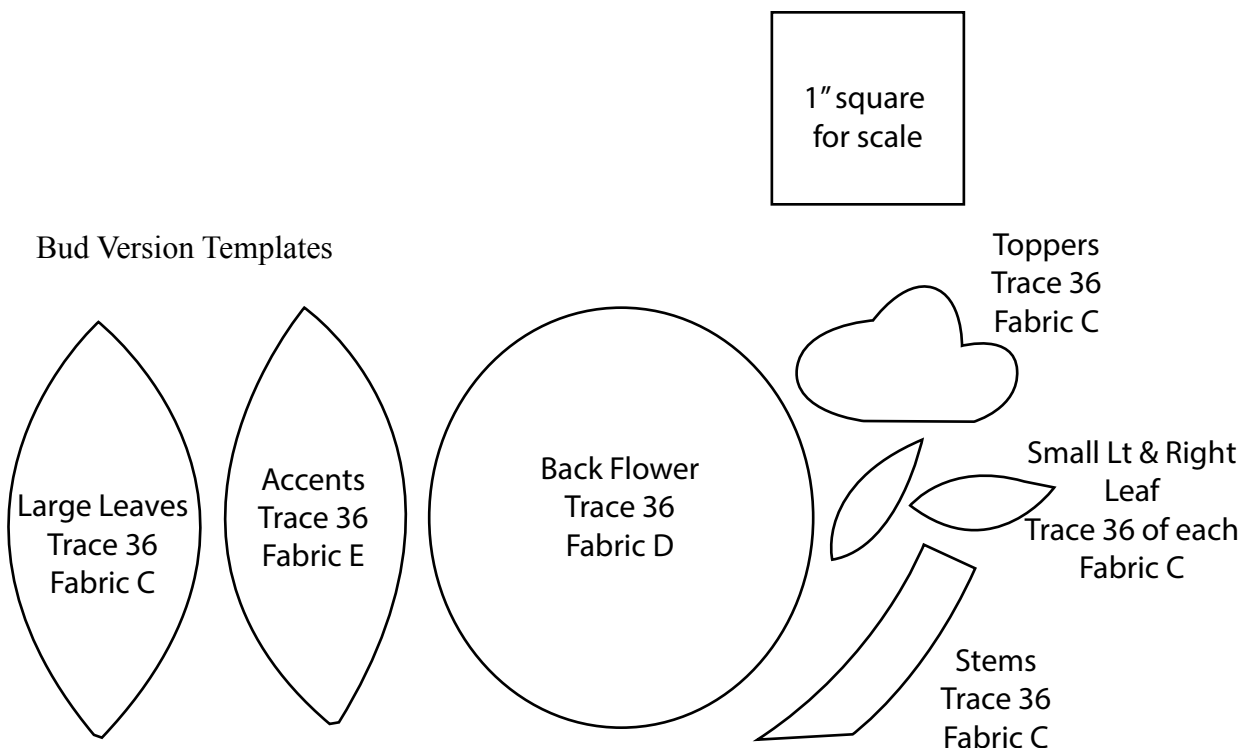 1” square
for scale
Bud Version Templates
Toppers
Trace 36
Fabric C
Large Leaves
Trace 36
Fabric C
Accents
Trace 36
Fabric E
Back Flower
Trace 36
Fabric D
Small Lt & Right
Leaf
Trace 36 of each
Fabric C
Stems
Trace 36
Fabric C